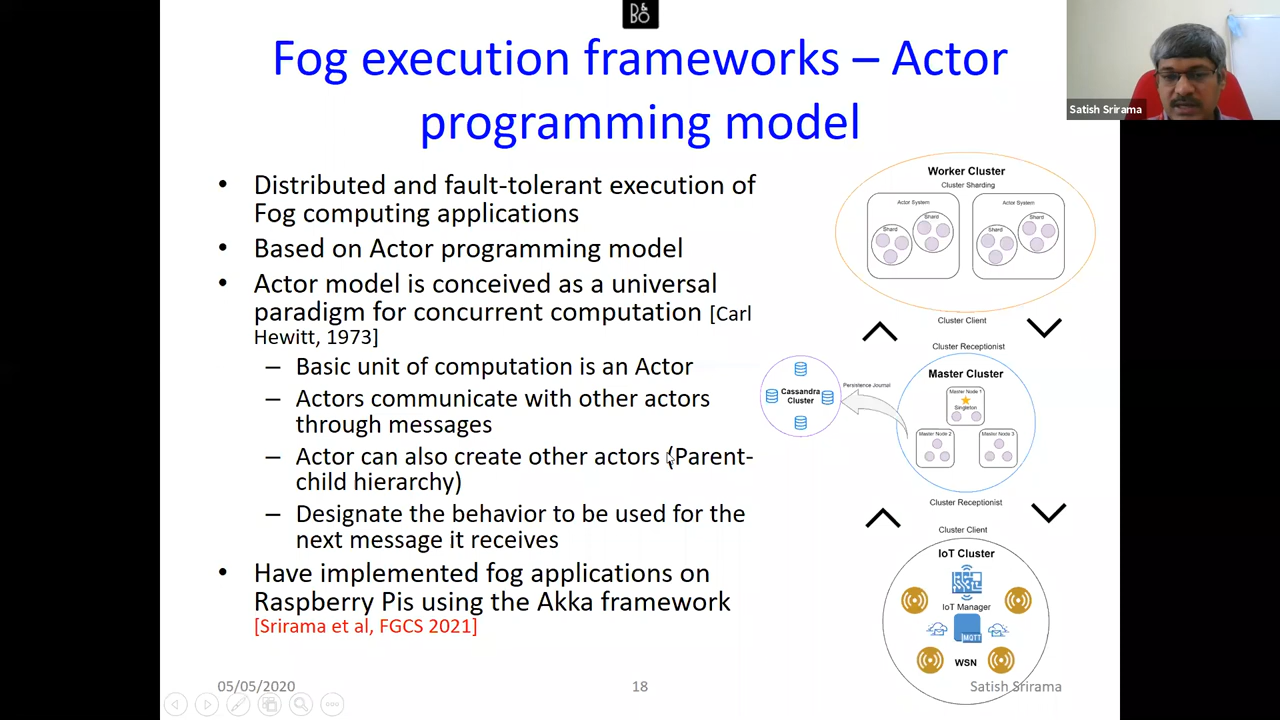 B&
BO
Fog execution frameworks – Actor
programming model
Satish Srirama
• Distributed and fault-tolerant execution of
Fog computing applications
• Based on Actor programming model
• Actor model is conceived as a universal
paradigm for concurrent computation [Carl
Hewitt, 1973]
– Basic unit of computation is an Actor
– Actors communicate with other actors
through messages
– Actor can also create other actors (Parent-
child hierarchy)
– Designate the behavior to be used for the
next message it receives
• Have implemented fog applications on
Raspberry Pis using the Akka framework
[Srirama et al, FGCS 2021]
Worker Cluster
Cluster Sharding
Actor System
Shard
Shard
Actor System
Shard
Shard
Cluster Client
Cluster Receptionist
Master Cluster
Master Node 1
Singleton
Master Node 2
Master Node 3
Persistence Journal
Cassandra
Cluster
Cluster Receptionist
Cluster Client
IoT Cluster
IoT Manager
MQTT
WSN
05/05/2020
18
Satish Srirama